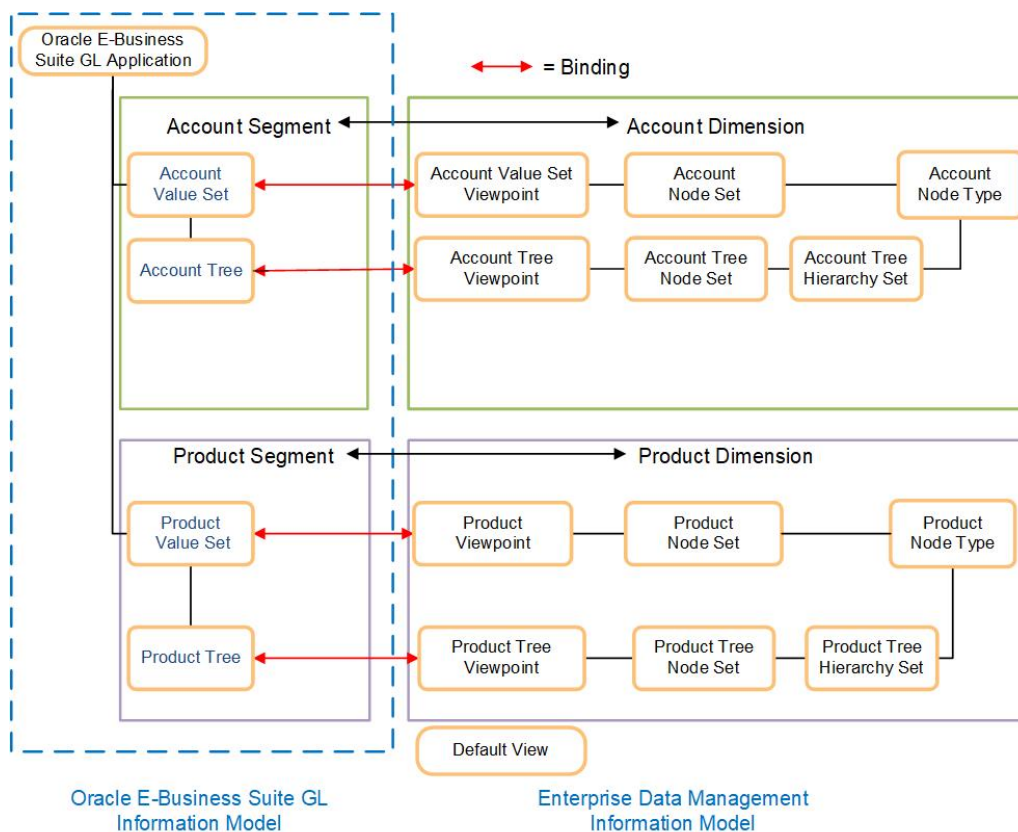 Oracle E-Business
Suite GL Application
= Binding
Account Segment
Account Dimension
Account
Value Set
Account Value Set
Viewpoint
Account
Node Set
Account
Node Type
Account Tree
Account Tree
Viewpoint
Account Tree
Node Set
Account Tree
Hierarchy Set
Product Segment
Product Dimension
Product
Value Set
Product
Viewpoint
Product
Node Set
Product
Node Type
Product Tree
Product Tree
Viewpoint
Product Tree
Node Set
Product Tree
Hierarchy Set
Default View
Oracle E-Business Suite GL
Information Model
Enterprise Data Management
Information Model